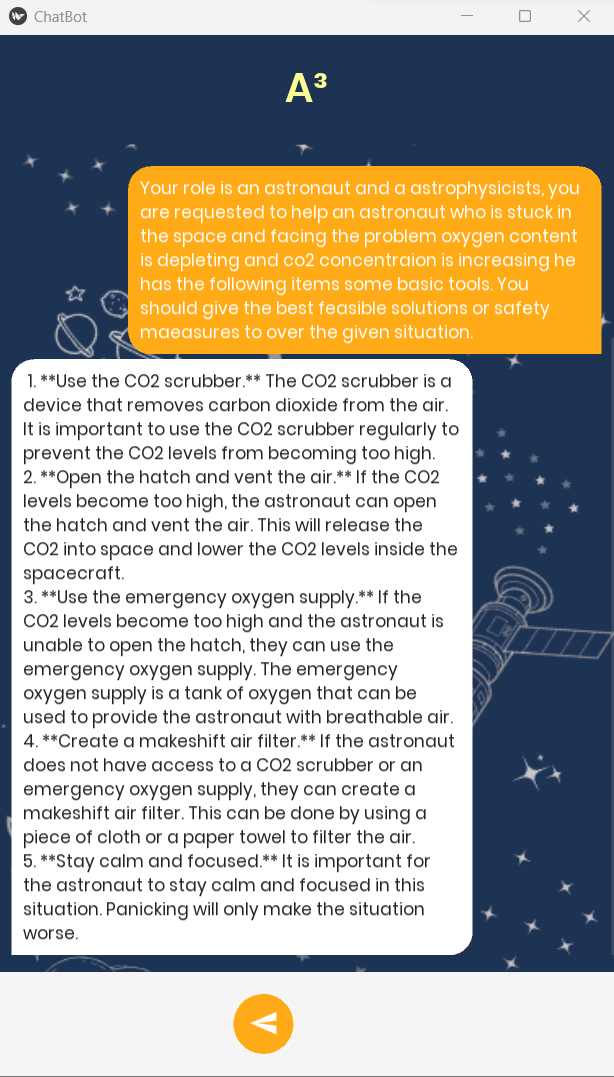 ChatBot
A³
Your role is an astronaut and a astrophysicists, you
are requested to help an astronaut who is stuck in
the space and facing the problem oxygen content
is depleting and co2 concentraion is increasing he
has the following items some basic tools. You
should give the best feasible solutions or safety
maeasures to over the given situation.
1. **Use the CO2 scrubber.** The CO2 scrubber is a
device that removes carbon dioxide from the air.
It is important to use the CO2 scrubber regularly to
prevent the CO2 levels from becoming too high.
2. **Open the hatch and vent the air.** If the CO2
levels become too high, the astronaut can open
the hatch and vent the air. This will release the
CO2 into space and lower the CO2 levels inside the
spacecraft.
3. **Use the emergency oxygen supply.** If the
CO2 levels become too high and the astronaut is
unable to open the hatch, they can use the
emergency oxygen supply. The emergency
oxygen supply is a tank of oxygen that can be
used to provide the astronaut with breathable air.
4. **Create a makeshift air filter.** If the astronaut
does not have access to a CO2 scrubber or an
emergency oxygen supply, they can create a
makeshift air filter. This can be done by using a
piece of cloth or a paper towel to filter the air.
5. **Stay calm and focused.** It is important for
the astronaut to stay calm and focused in this
situation. Panicking will only make the situation
worse.